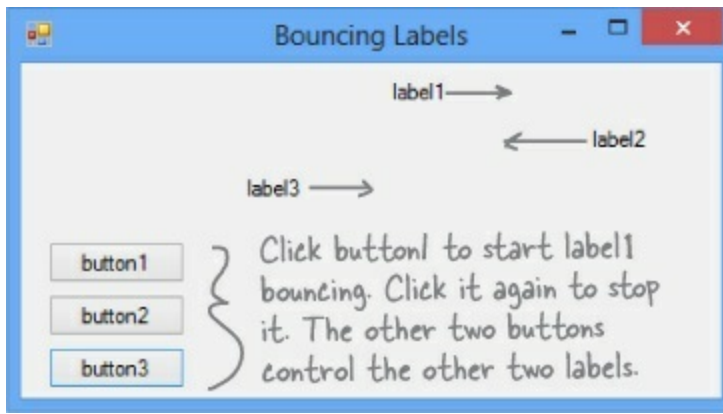 Bouncing Labels
label1
label2
label3
button1
button2
button3
Click button1 to start label1
bouncing. Click it again to stop
it. The other two buttons
control the other two labels.